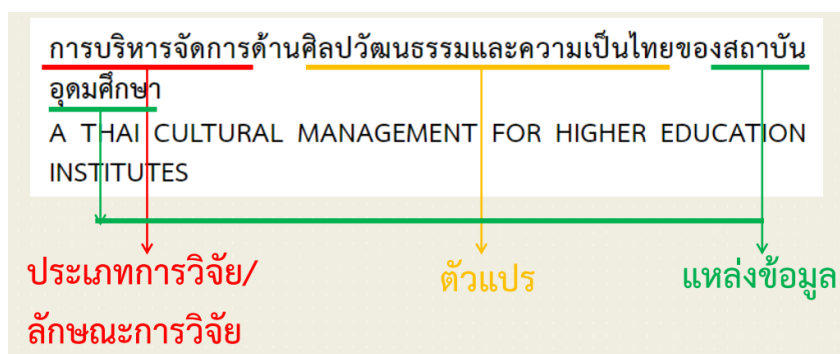 การบริหารจัดการด้านศิลปวัฒนธรรมและความเป็นไทยของสถาบัน
อุดมศึกษา
A THAI CULTURAL MANAGEMENT FOR HIGHER EDUCATION
INSTITUTES
ประเภทการวิจัย/ ตัวแปร แหล่งข้อมูล
ลักษณะการวิจัย